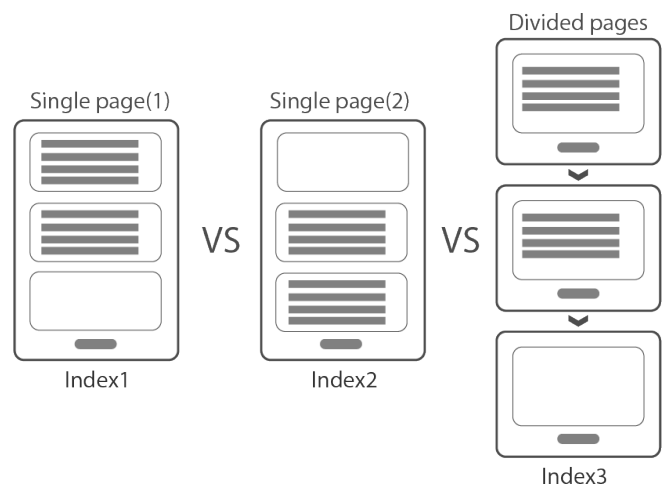 Single page(1)
Single page(2)
Divided pages
VS
VS
Index1
Index2
Index3